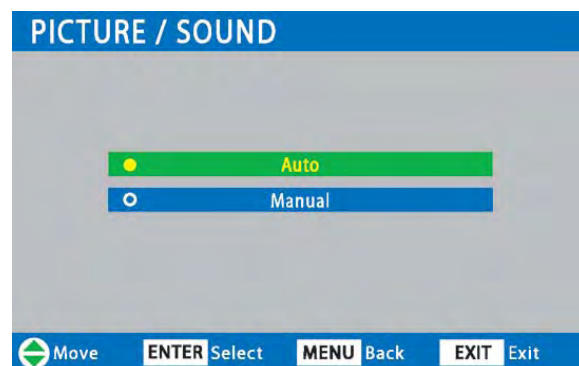 PICTURE / SOUND
Auto
Manual
Move ENTER Select MENU Back EXIT Exit